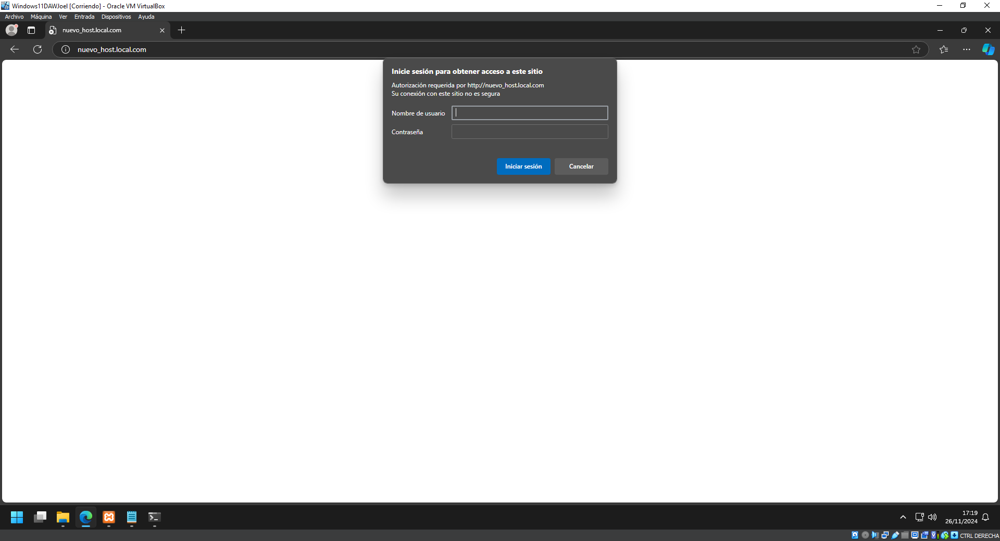 Windows11DAWJoel [Corriendo] - Oracle VM VirtualBox
Archivo Máquina Ver Entrada Dispositivos Ayuda
nuevo_host.local.com
nuevo_host.local.com
Inicie sesión para obtener acceso a este sitio
Autorización requerida por http://nuevo_host.local.com
Su conexión con este sitio no es segura
Nombre de usuario
Contraseña
Iniciar sesión Cancelar
17:19
26/11/2024
CTRL DERECHA